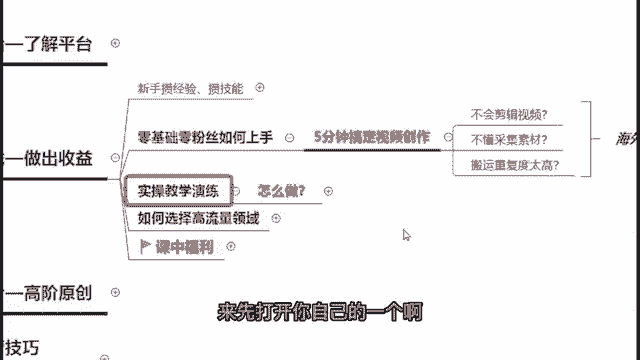 —了解平台
新手攒经验、攒技能
零基础零粉丝如何上手
5分钟搞定视频创作
不会剪辑视频?
不懂采集素材?
搬运重复度太高?
海外
—做出收益
实操教学演练
怎么做?
如何选择高流量领域
课中福利
—高阶原创
来先打开你自己的一个啊
技巧